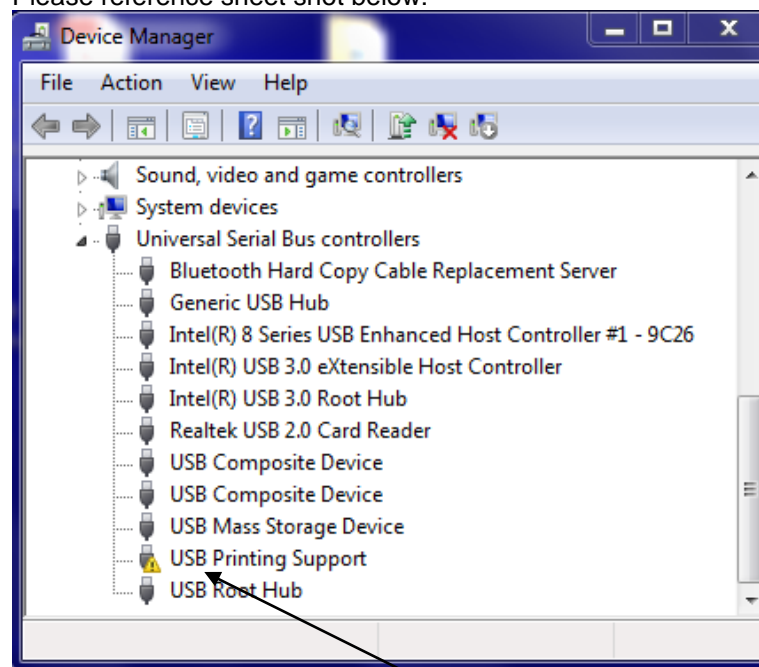 Please reference sheet shot below.
Device Manager
File Action View Help
Sound, video and game controllers
System devices
Universal Serial Bus controllers
Bluetooth Hard Copy Cable Replacement Server
Generic USB Hub
Intel(R) 8 Series USB Enhanced Host Controller #1 - 9C26
Intel(R) USB 3.0 eXtensible Host Controller
Intel(R) USB 3.0 Root Hub
Realtek USB 2.0 Card Reader
USB Composite Device
USB Composite Device
USB Mass Storage Device
USB Printing Support
USB Root Hub